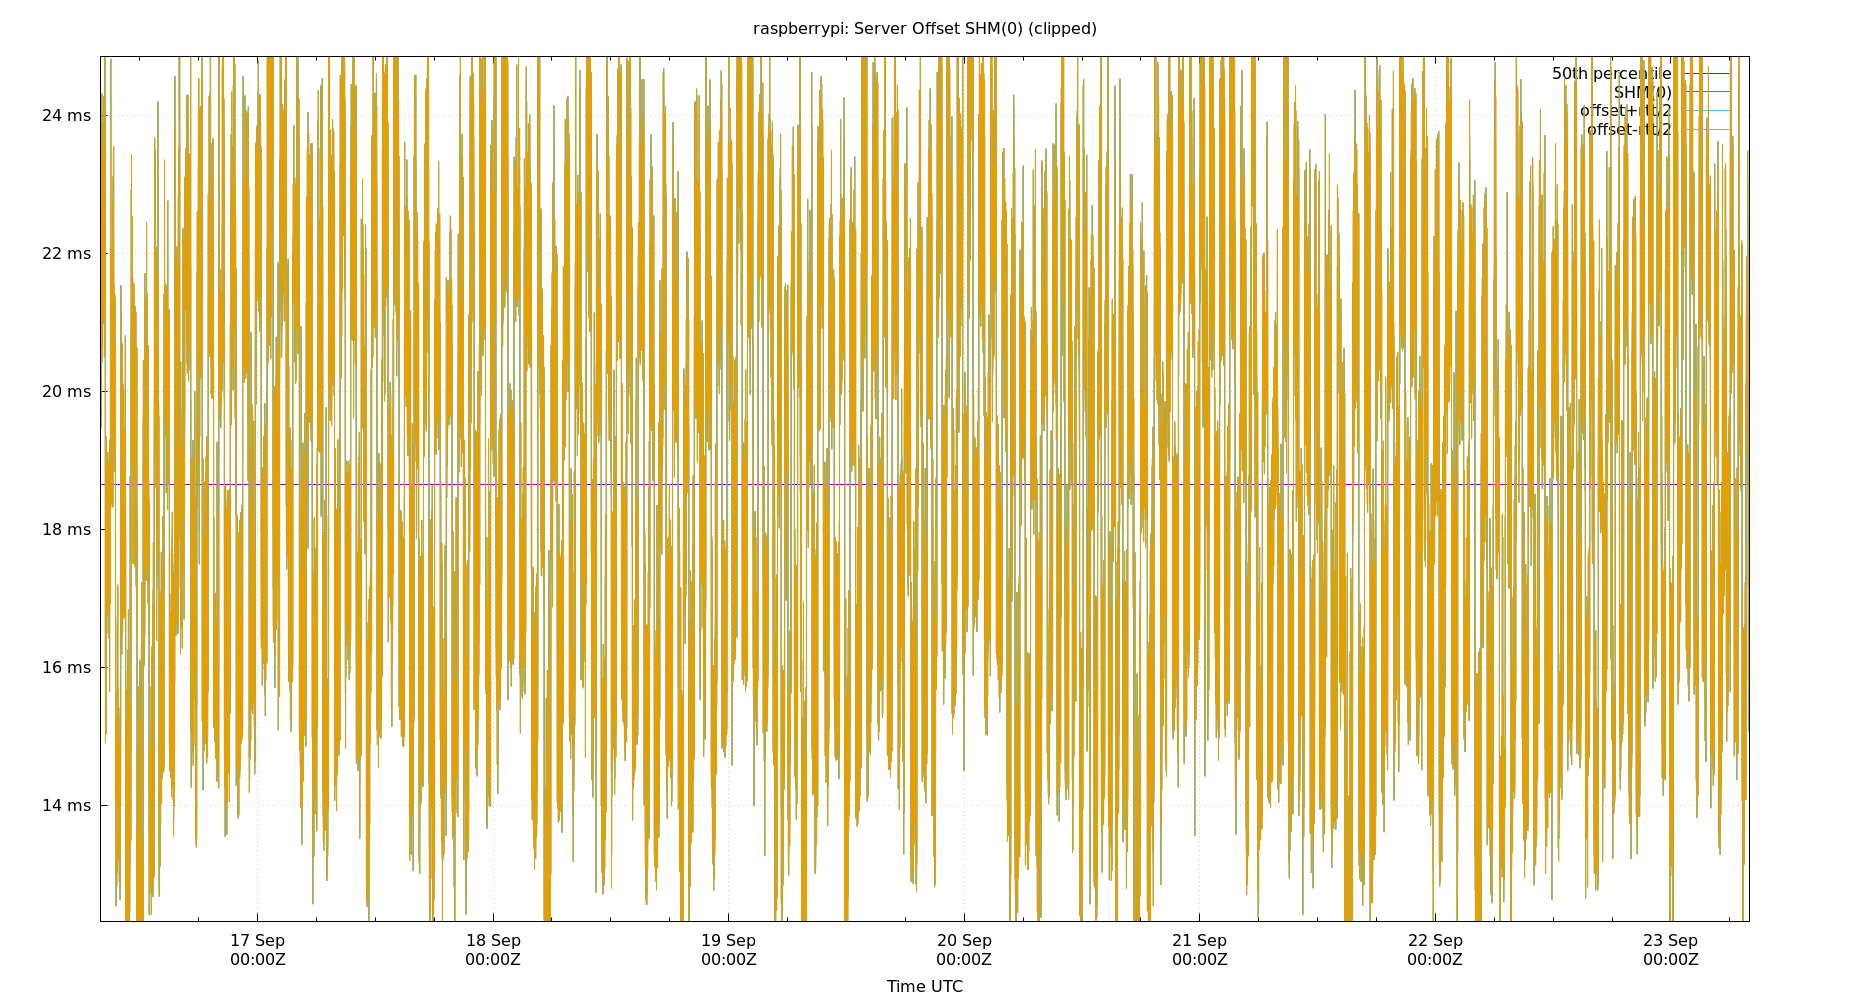 raspberrypi: Server Offset SHM(0) (clipped)
50th percentile
SHM(0)
offset+rtt/2
offset-rtt/2
24 ms
22 ms
20 ms
18 ms
16 ms
14 ms
17 Sep 18 Sep 19 Sep 20 Sep 21 Sep 22 Sep 23 Sep
00:00Z 00:00Z 00:00Z 00:00Z 00:00Z 00:00Z 00:00Z
Time UTC